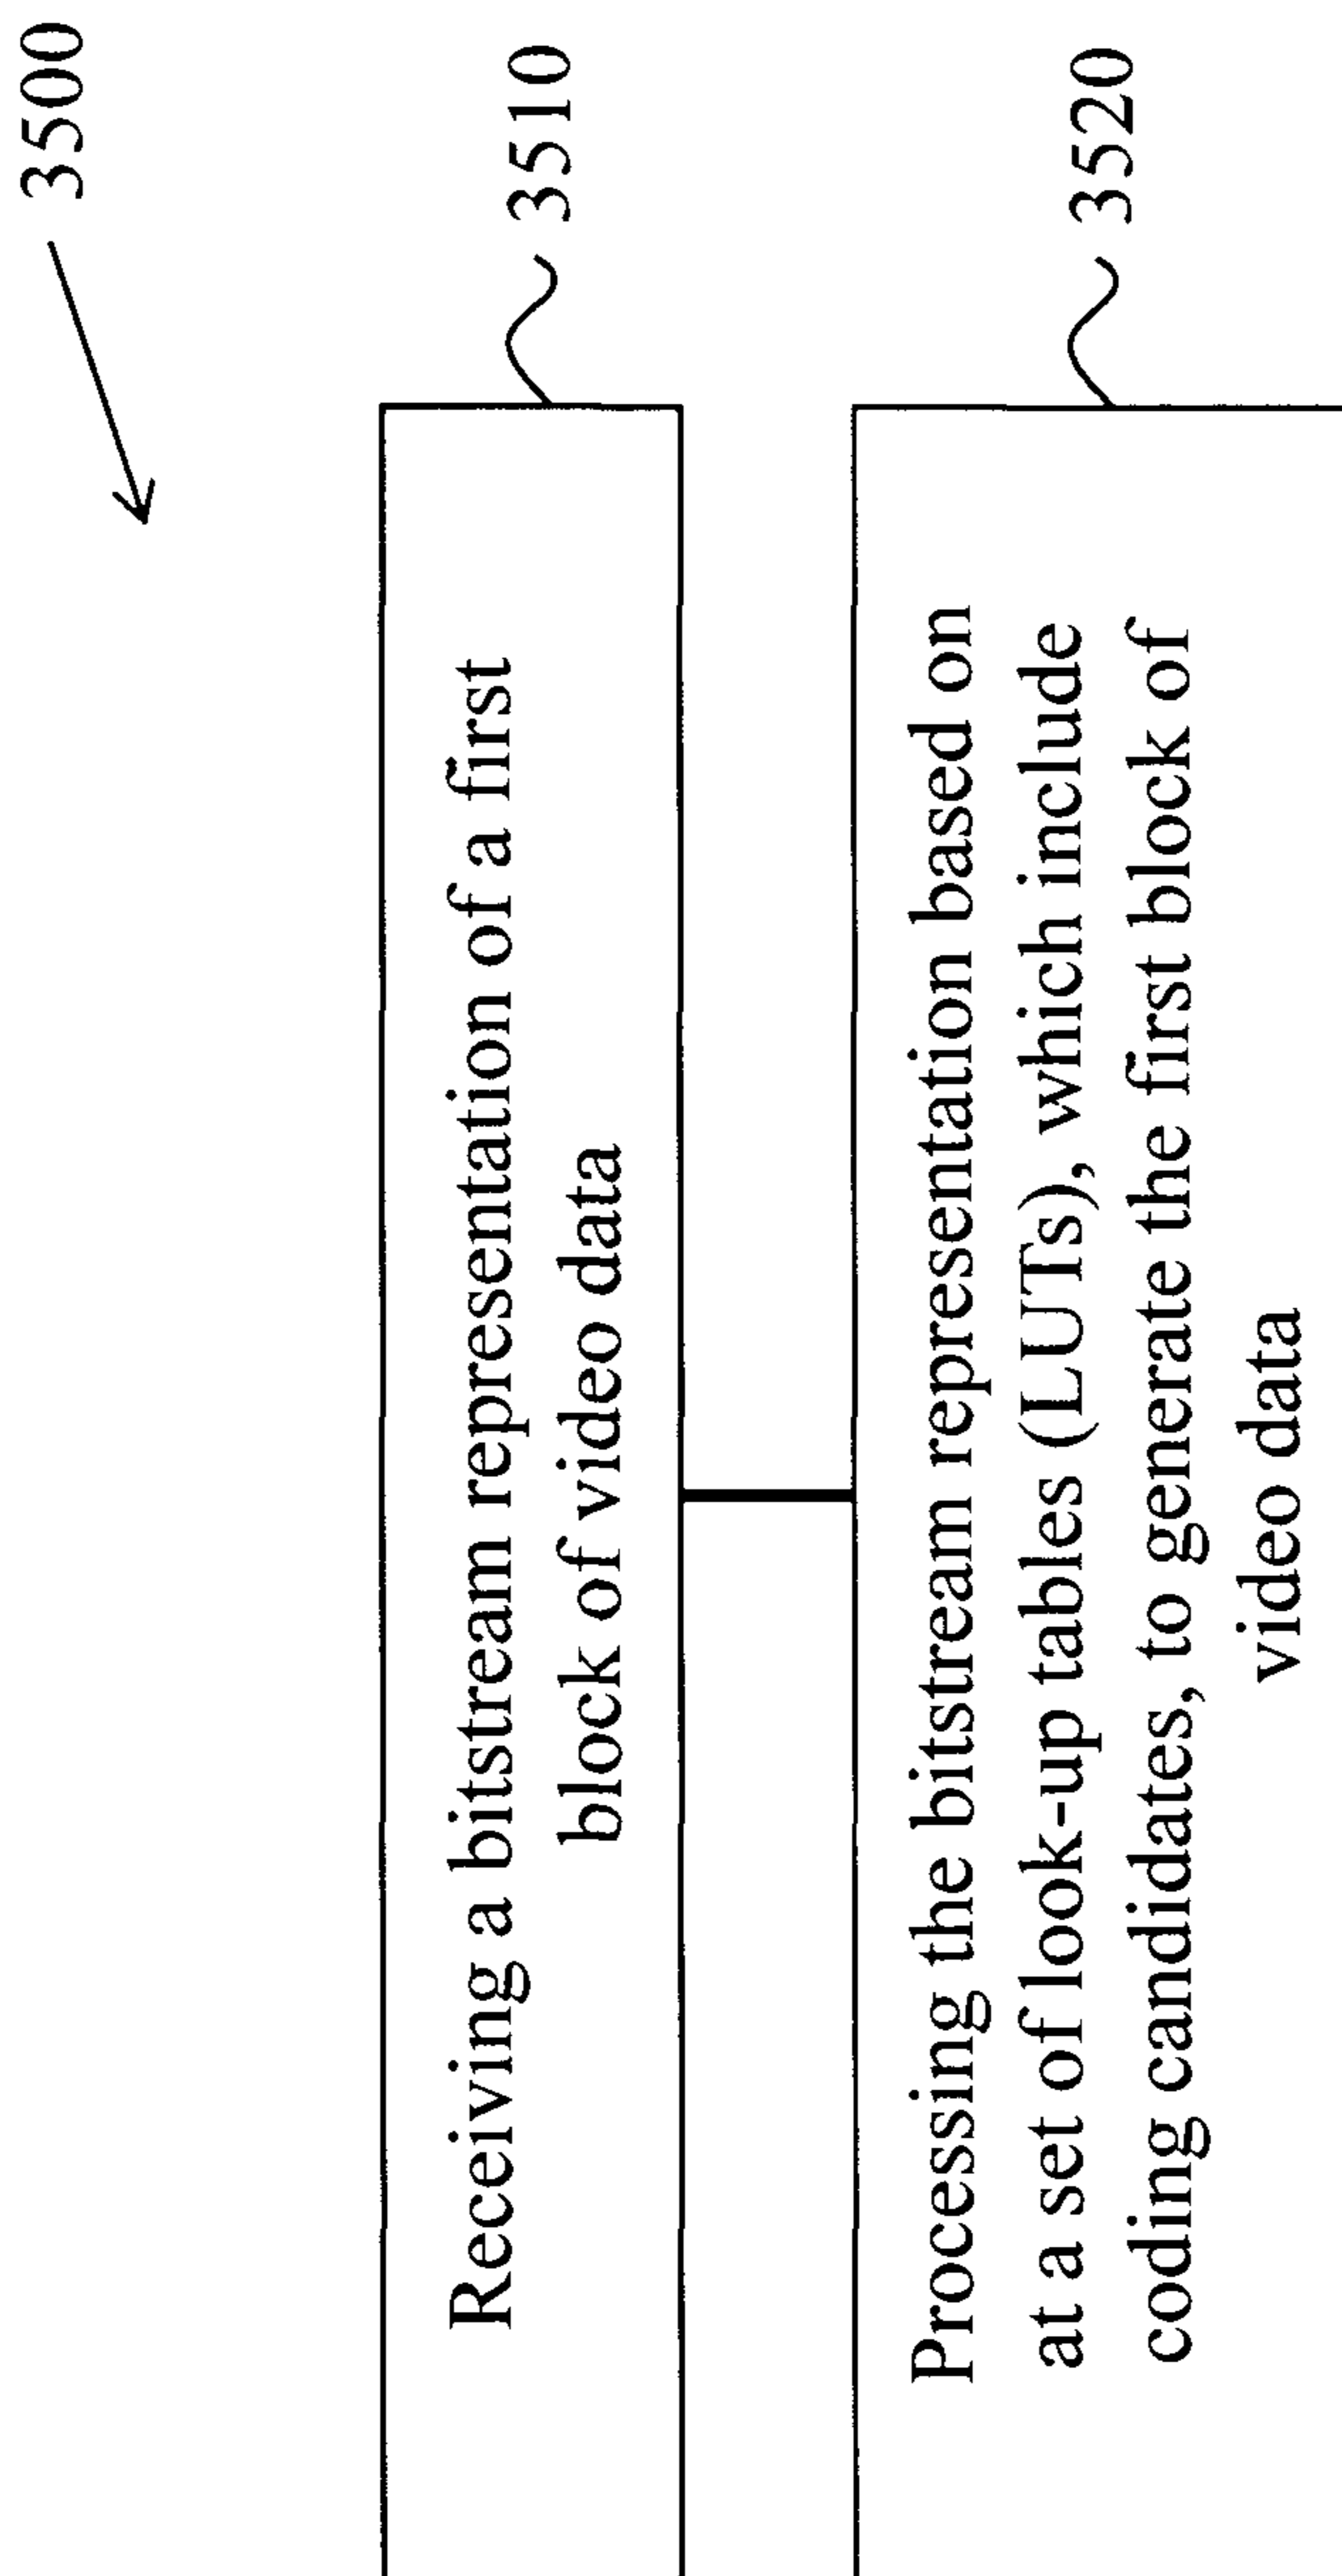 3500
Receiving a bitstream representation of a first
block of video data
3510
Processing the bitstream representation based on
at a set of look-up tables (LUTs), which include
coding candidates, to generate the first block of
video data
3520